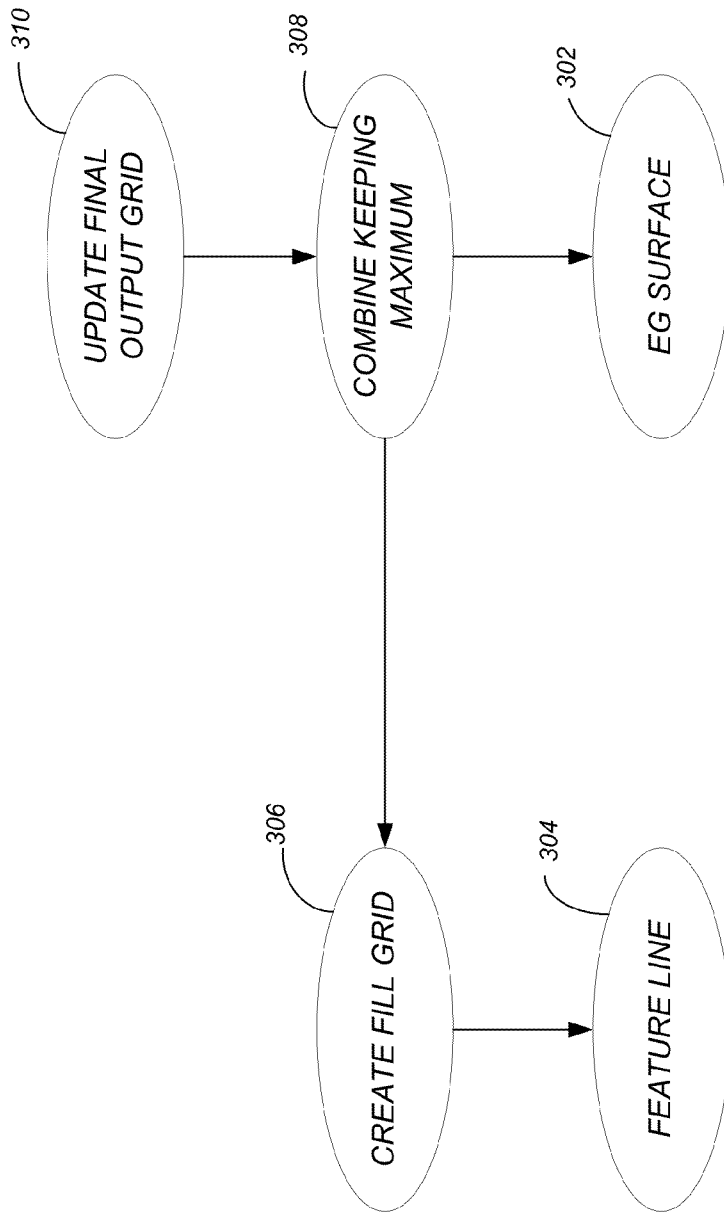 310
UPDATE FINAL
OUTPUT GRID
306
CREATE FILL GRID
308
COMBINE KEEPING
MAXIMUM
304
FEATURE LINE
302
EG SURFACE